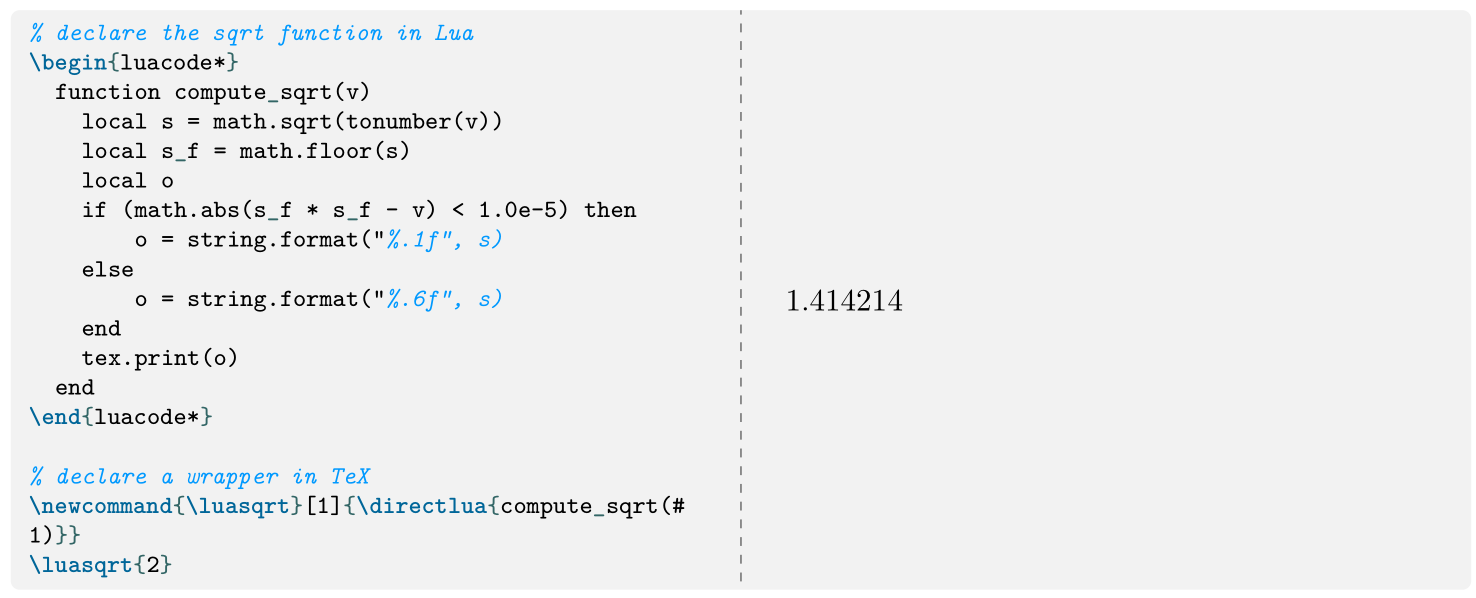 % declare the sqrt function in Lua
\begin{luacode*}
  function compute_sqrt(v)
    local s = math.sqrt(tonumber(v))
    local s_f = math.floor(s)
    local o
    if (math.abs(s_f * s_f - v) < 1.0e-5) then
        o = string.format("%.1f", s)
    else
        o = string.format("%.6f", s)
    end
    tex.print(o)
  end
\end{luacode*}

% declare a wrapper in TeX
\newcommand{\luasqrt}[1]{\directlua{compute_sqrt(#
1)}}
\luasqrt{2}
1.414214